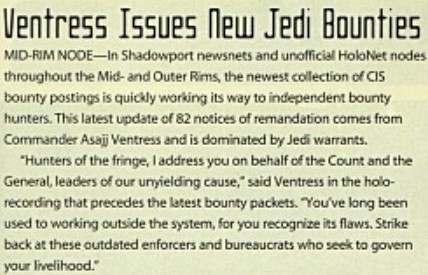 Ventress Issues New Jedi Bounties
MID-RIM NODE—In Shadowport newsnets and unofficial HoloNet nodes
throughout the Mid- and Outer Rims, the newest collection of CIS
bounty postings is quickly working its way to independent bounty
hunters. This latest update of 82 notices of remandation comes from
Commander Asajj Ventress and is dominated by Jedi warrants.
"Hunters of the fringe, I address you on behalf of the Count and the
General, leaders of our unyielding cause," said Ventress in the holo-
recording that precedes the latest bounty packets. "You've long been
used to working outside the system, for you recognize its flaws. Strike
back at these outdated enforcers and bureaucrats who seek to govern
your livelihood."